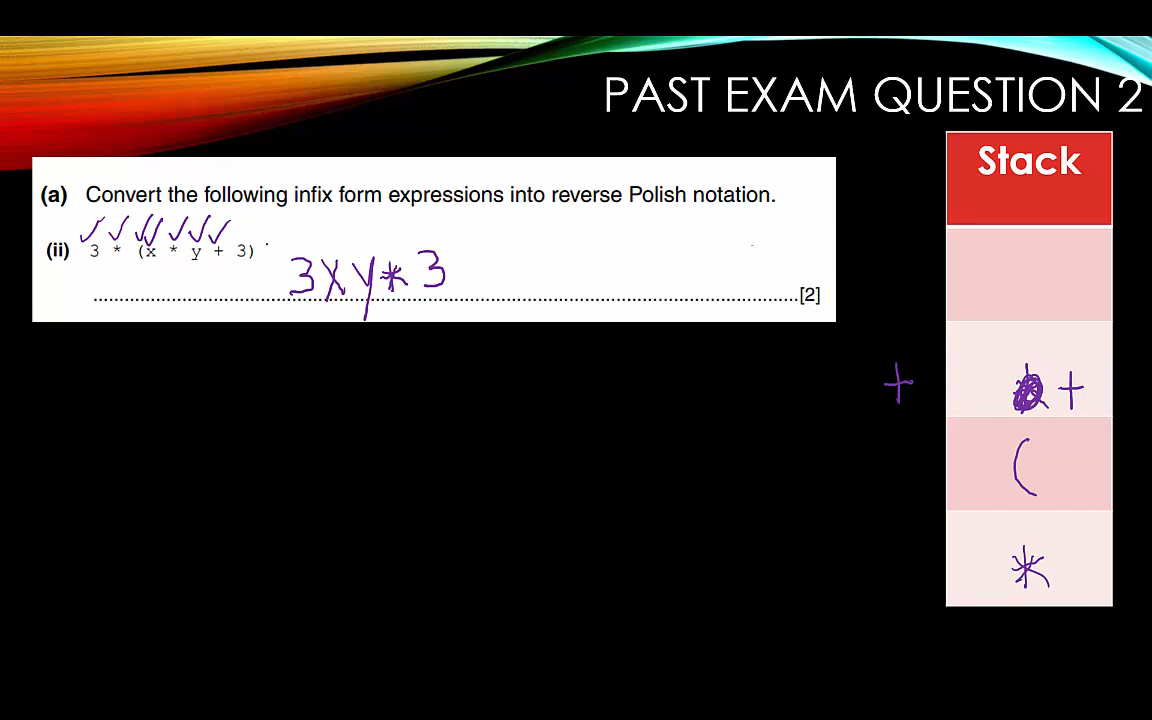 PAST EXAM QUESTION 2
Stack
(a) Convert the following infix form expressions into reverse Polish notation.
(ii) 3 * (x * y + 3)
3 X y * 3
[2]
+
+
(
*